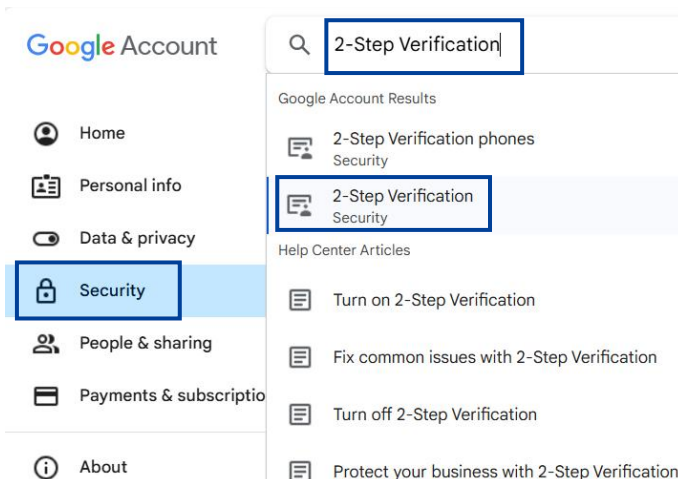 Google Account
2-Step Verification
Home
Personal info
Data & privacy
Security
People & sharing
Payments & subscriptio
About
Google Account Results
2-Step Verification phones
Security
2-Step Verification
Security
Help Center Articles
Turn on 2-Step Verification
Fix common issues with 2-Step Verification
Turn off 2-Step Verification
Protect your business with 2-Step Verification